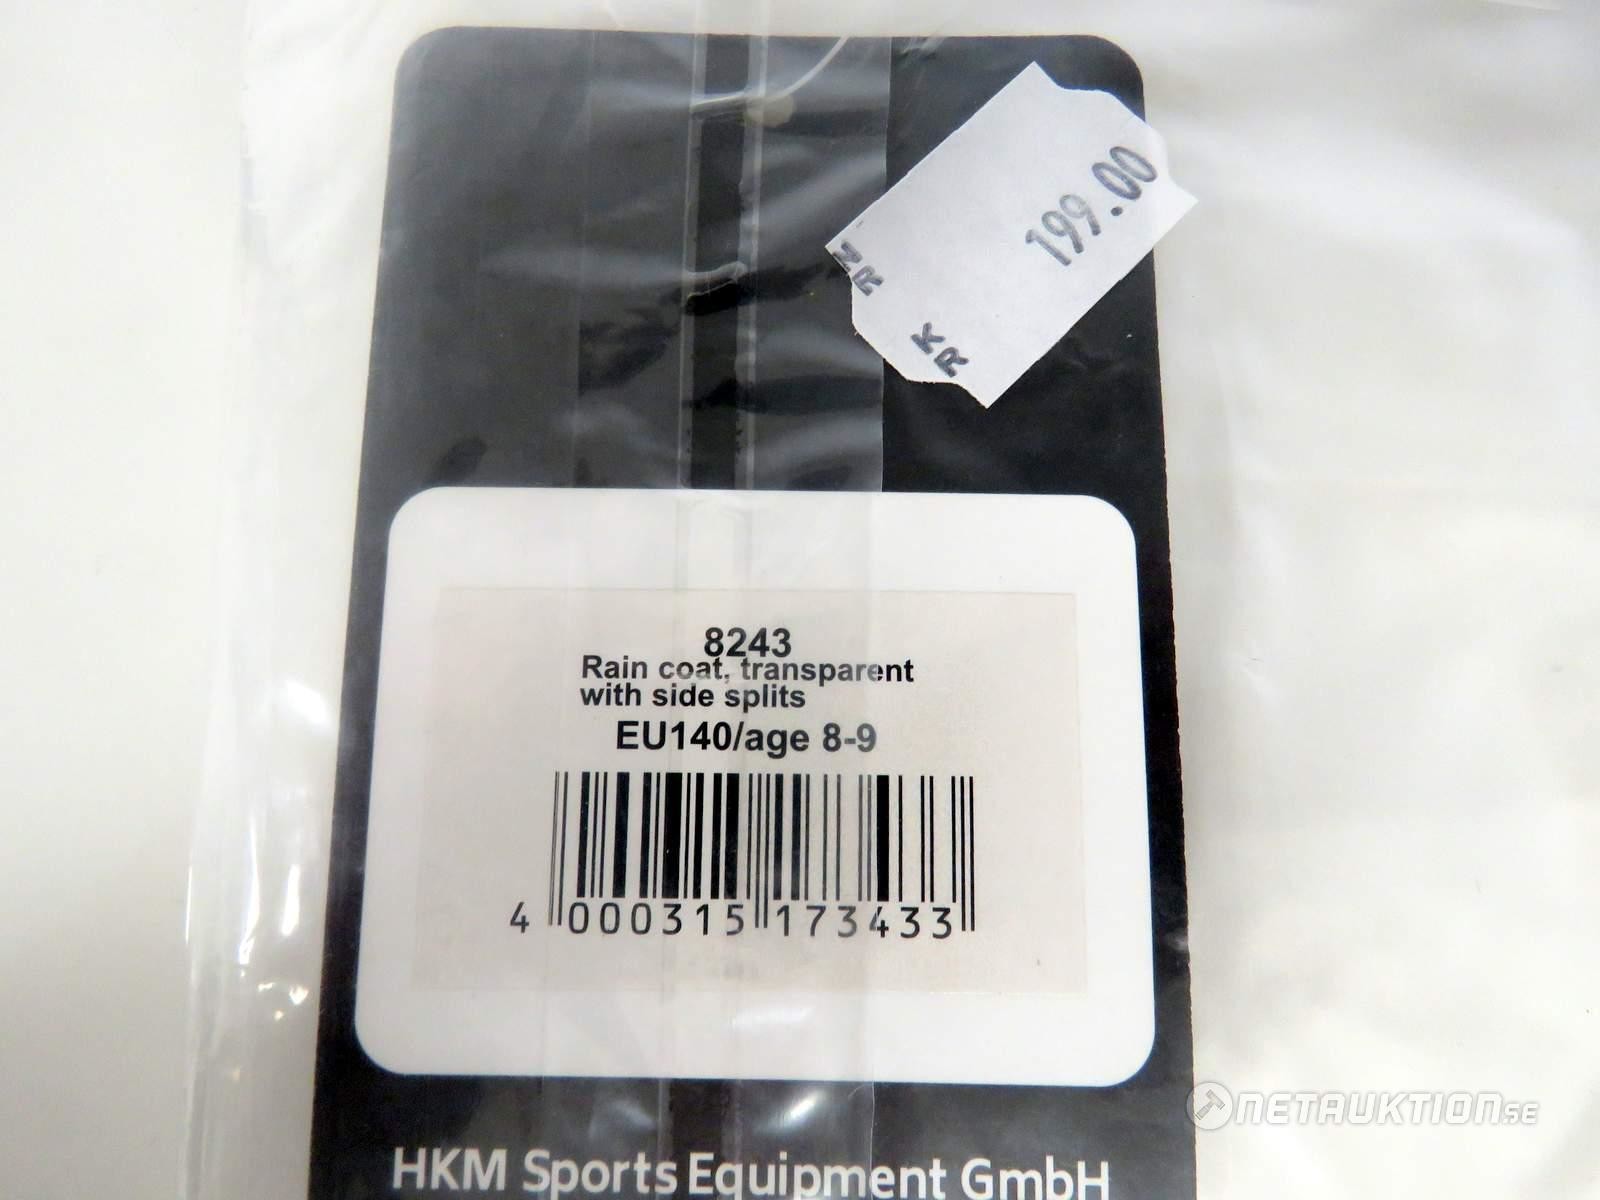 199.00
KR
8243
Rain coat, transparent
with side splits
EU140/age 8-9
4 000315 173433
HKM Sports Equipment GmbH
NETAUKTION.SE